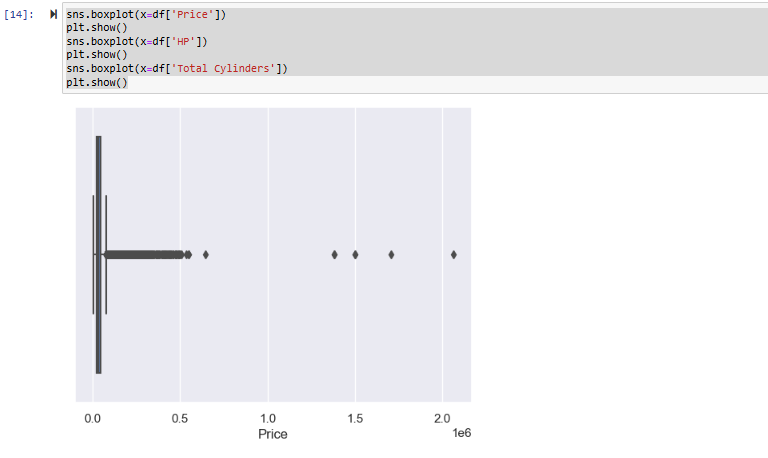 [14]:
sns.boxplot(x=df['Price'])
plt.show()
sns.boxplot(x=df['HP'])
plt.show()
sns.boxplot(x=df['Total Cylinders'])
plt.show()
0.0 0.5 1.0 1.5 2.0
Price
1e6